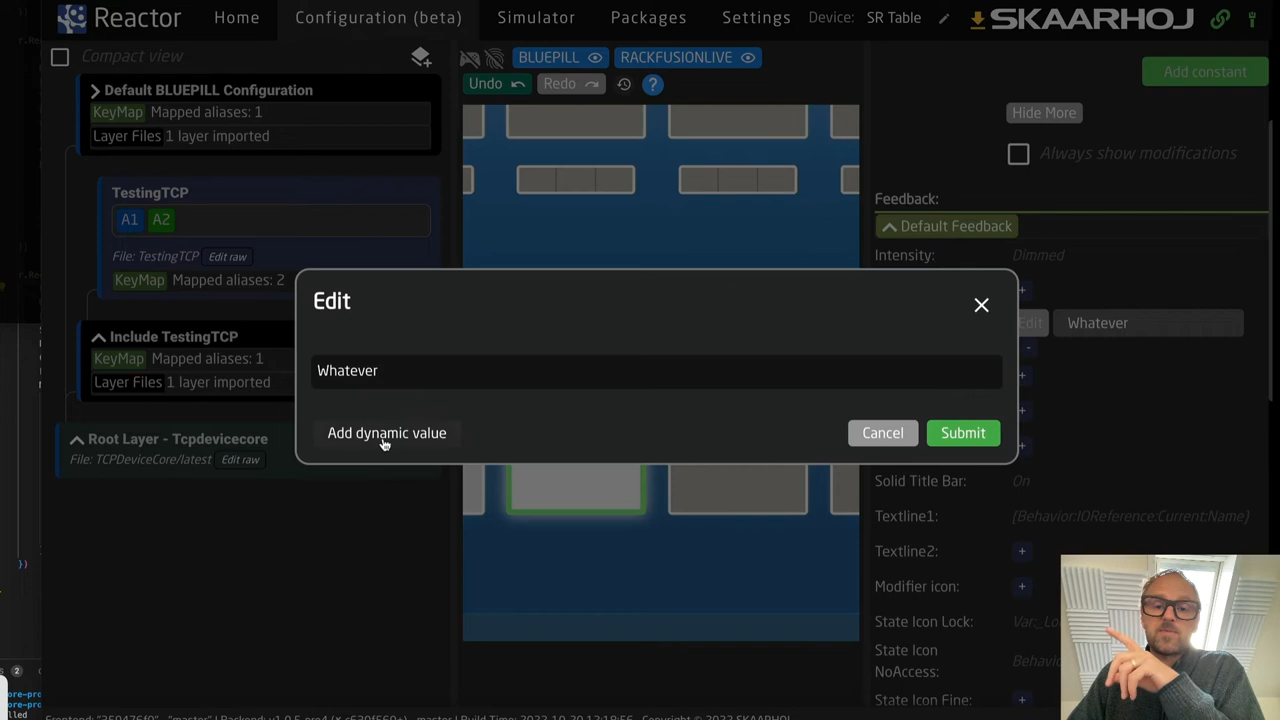 Reactor Home Configuration (beta) Simulator Packages Settings Device: SR Table SKAARHOJ
Compact view
BLUEPILL RACKFUSIONLIVE
Undo Redo ?
Add constant
Default BLUEPILL Configuration
KeyMap Mapped aliases: 1
Layer Files 1 layer imported
Hide More
Always show modifications
TestingTCP
A1 A2
File: TestingTCP Edit raw
KeyMap Mapped aliases: 2
Feedback:
Default Feedback
Intensity: Dimmed
+
Edit Whatever
-
+
+
+
Include TestingTCP
KeyMap Mapped aliases: 1
Layer Files 1 layer imported
Edit
Whatever
Add dynamic value
Cancel Submit
Root Layer - Tcpdevicecore
File: TCPDeviceCore/latest Edit raw
Solid Title Bar: On
Textline1: {Behavior:IOReference:Current:Name}
Textline2: +
Modifier icon: +
State Icon Lock:
State Icon
NoAccess:
State Icon Fine:
})
2
ore-pro
lled